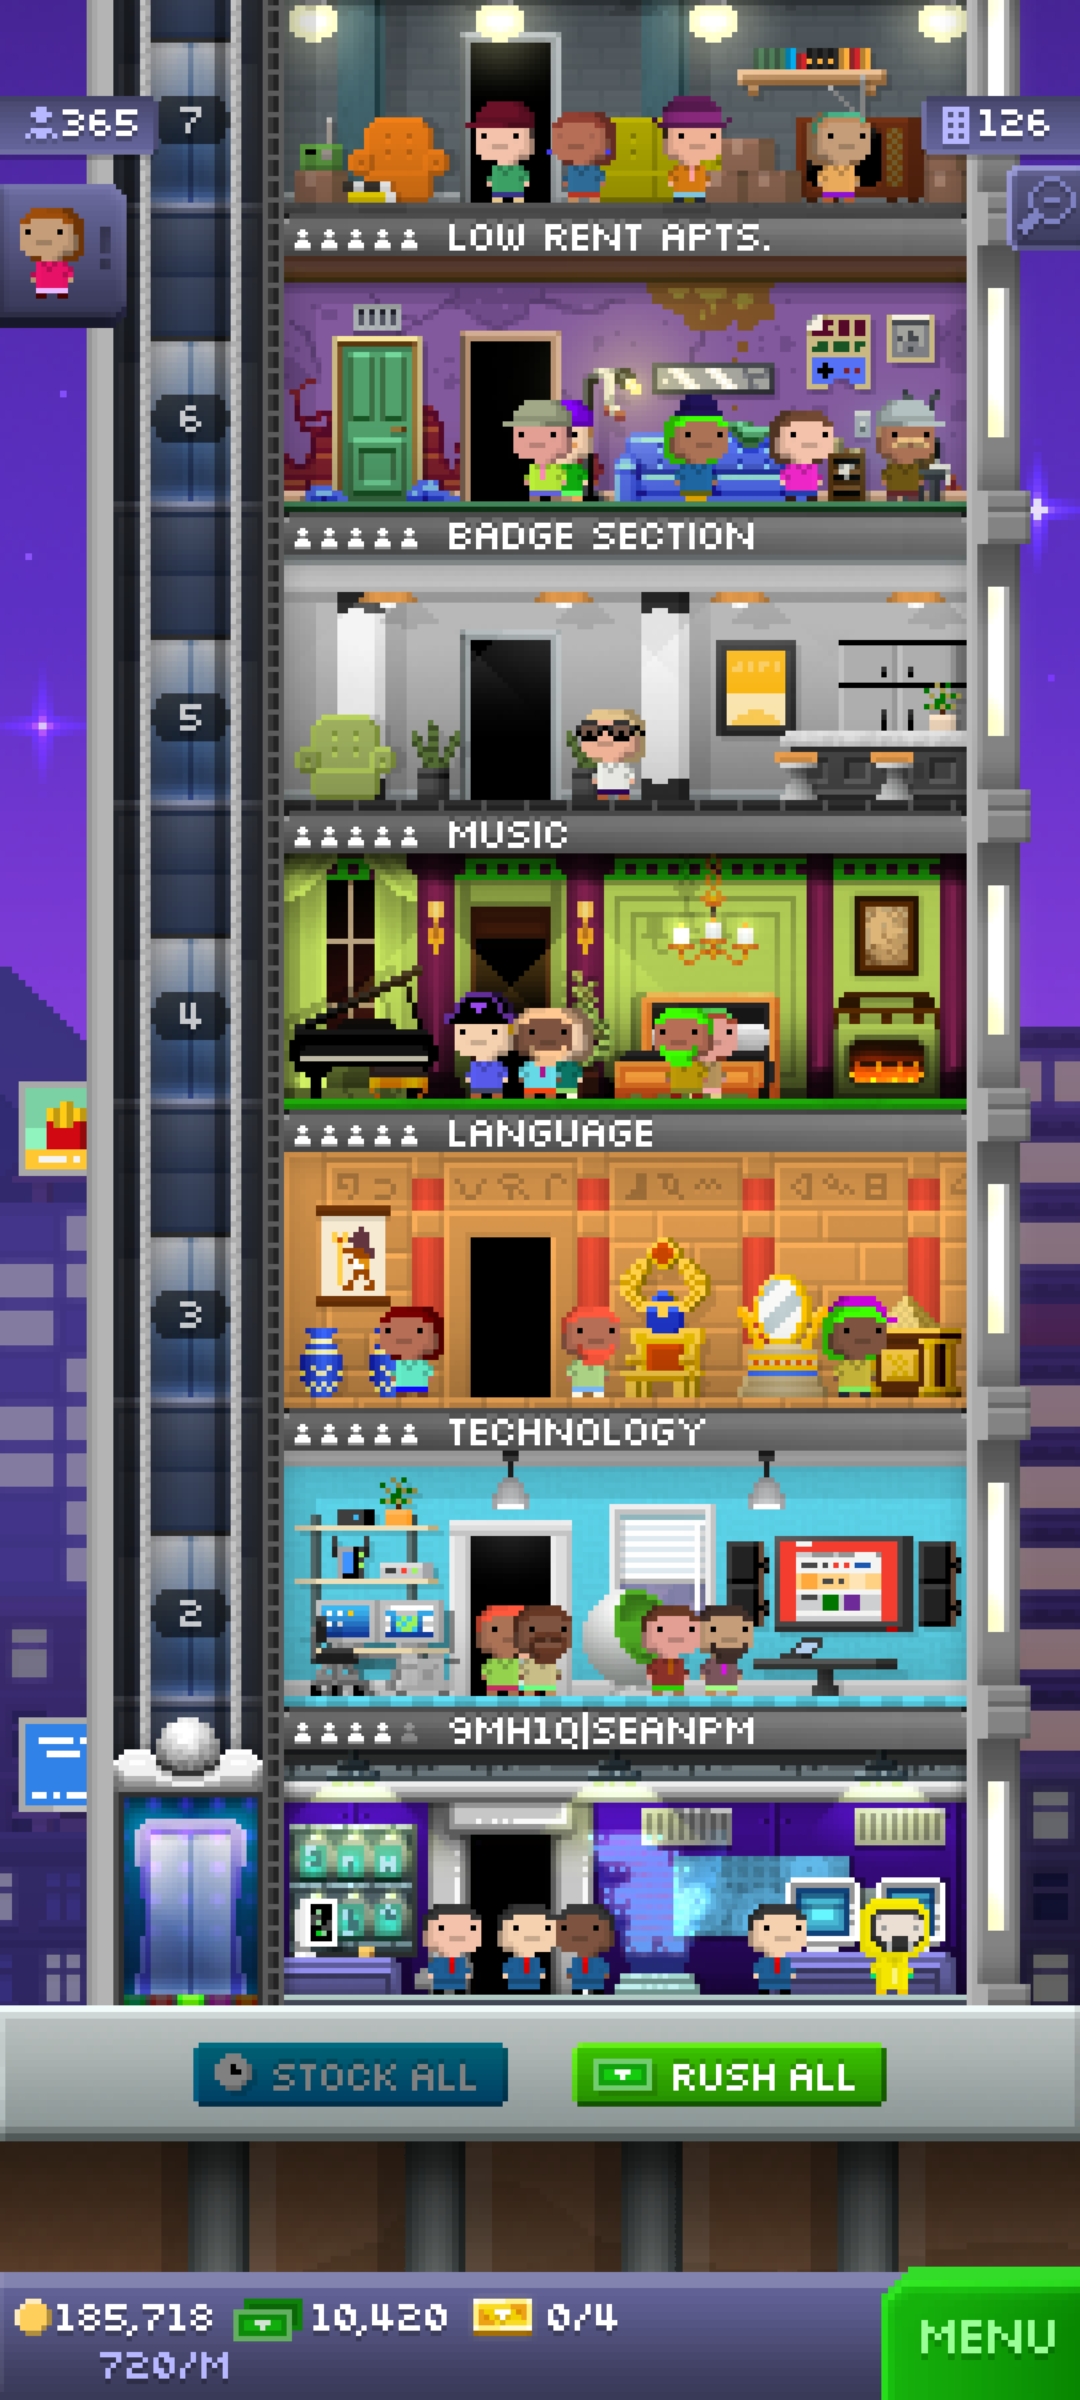 7
365
126
LOW RENT APTS.
6
BADGE SECTION
5
MUSIC
4
LANGUAGE
3
TECHNOLOGY
2
9MH1Q|SEANPM
STOCK ALL
RUSH ALL
185,718
10,420
0/4
720/M
MENU